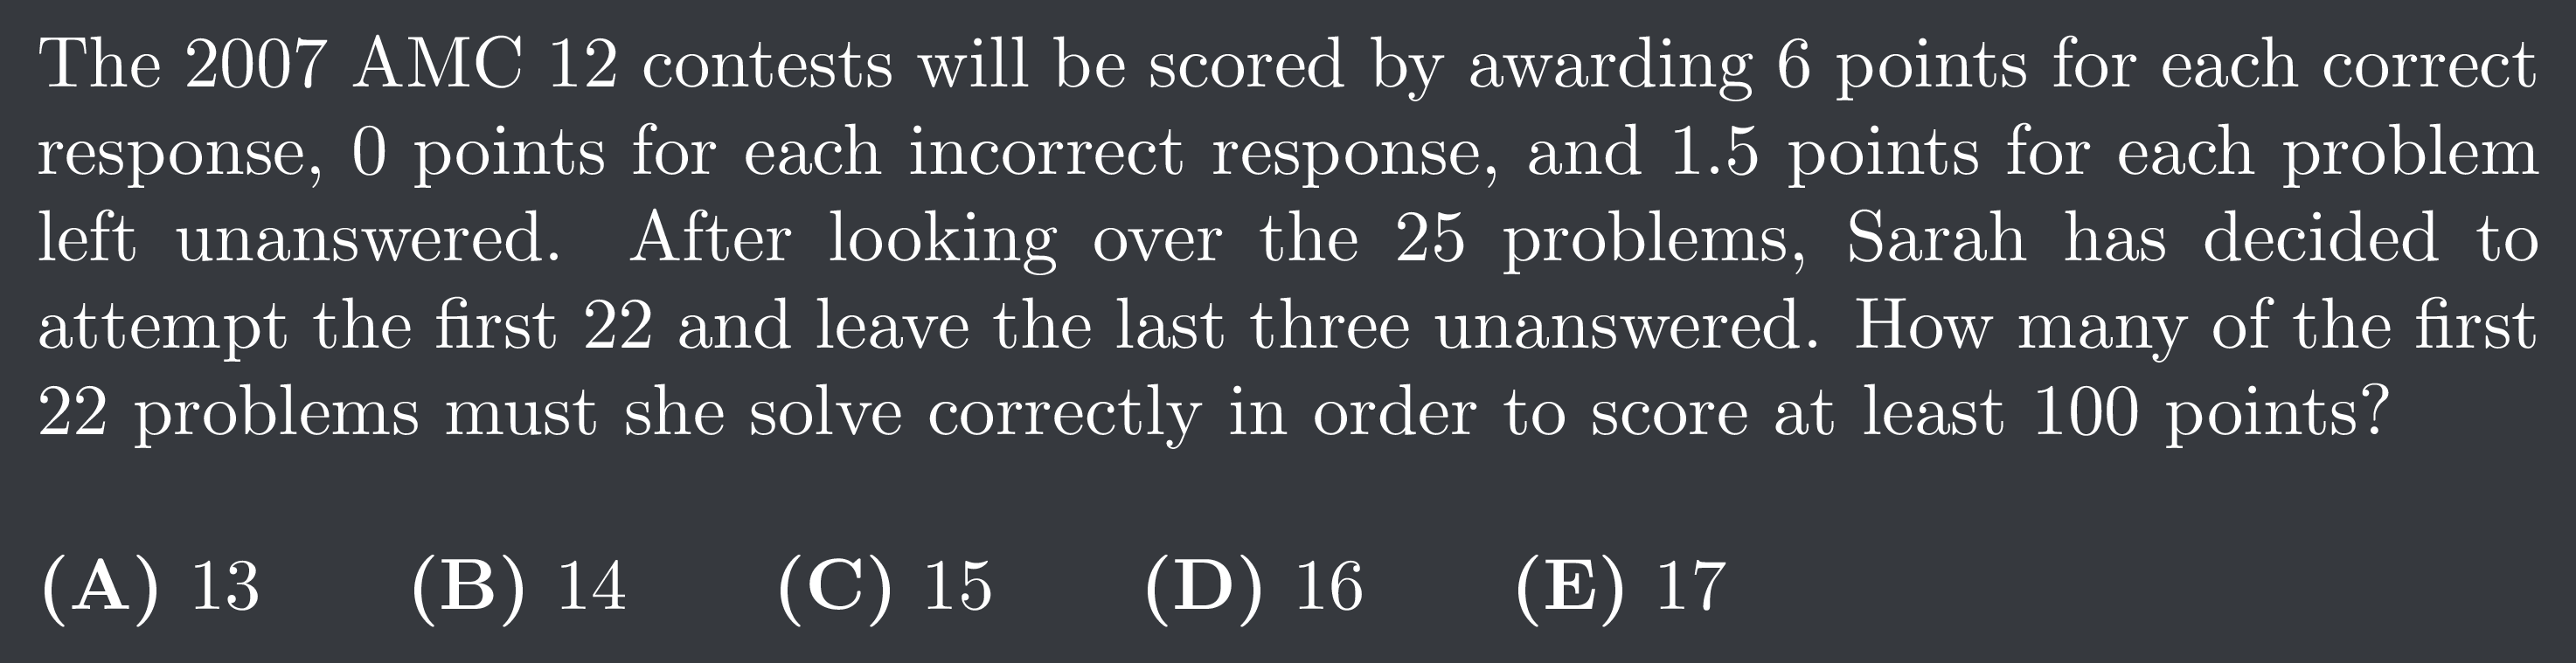 The 2007 AMC 12 contests will be scored by awarding 6 points for each correct
response, 0 points for each incorrect response, and 1.5 points for each problem
left unanswered. After looking over the 25 problems, Sarah has decided to
attempt the first 22 and leave the last three unanswered. How many of the first
22 problems must she solve correctly in order to score at least 100 points?
(A) 13 (B) 14 (C) 15 (D) 16 (E) 17